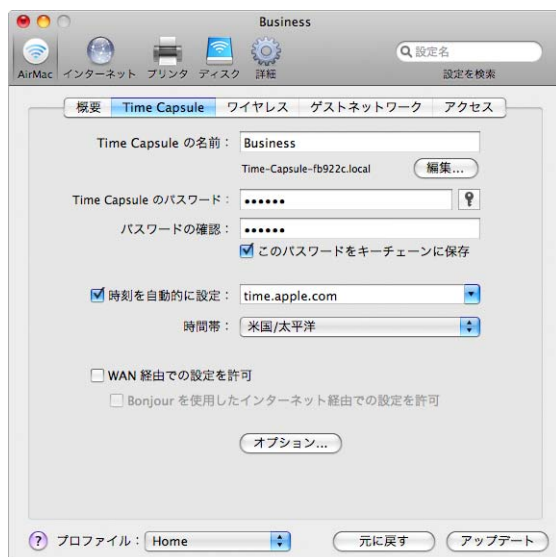 Business
AirMac インターネット プリンタ ディスク 詳細
設定名
設定を検索
概要 Time Capsule ワイヤレス ゲストネットワーク アクセス
Time Capsule の名前： Business
Time-Capsule-fb922c.local 編集...
Time Capsule のパスワード： ••••••
パスワードの確認： ••••••
このパスワードをキーチェーンに保存
時刻を自動的に設定： time.apple.com
時間帯： 米国/太平洋
WAN 経由での設定を許可
Bonjour を使用したインターネット経由での設定を許可
オプション...
? プロファイル： Home 元に戻す アップデート